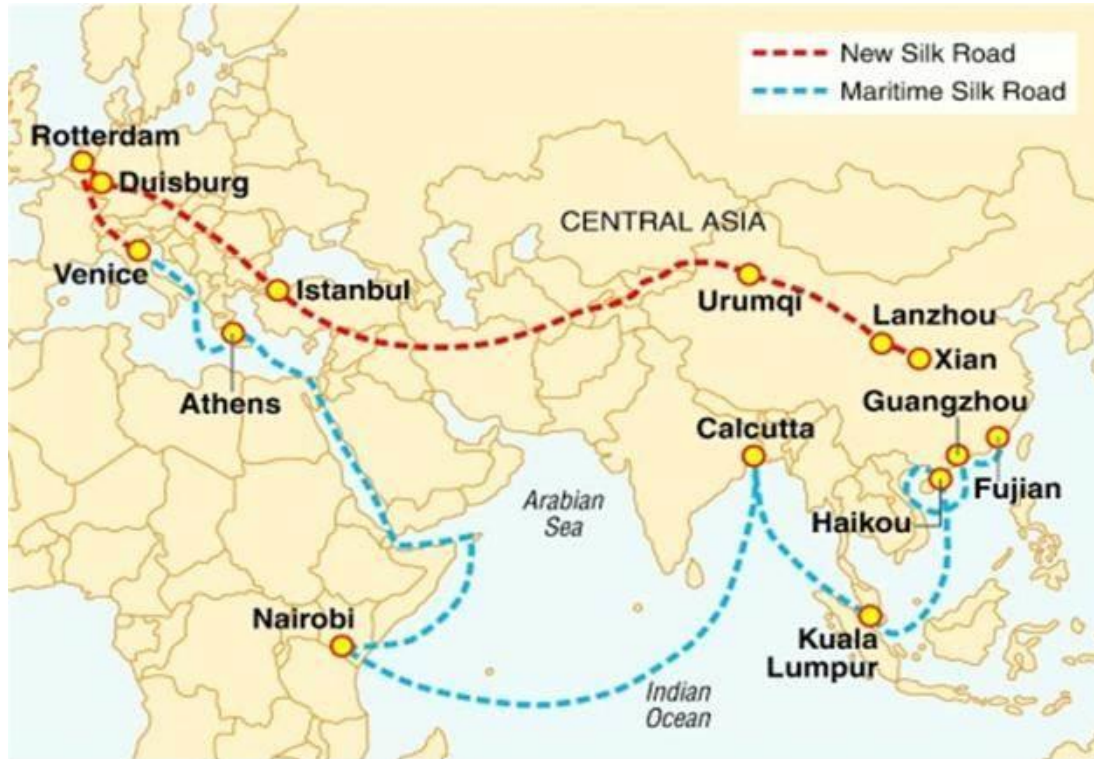 New Silk Road
Maritime Silk Road
Rotterdam
Duisburg
CENTRAL ASIA
Venice
Istanbul
Urumqi
Lanzhou
Xian
Athens
Guangzhou
Calcutta
Fujian
Arabian
Sea
Haikou
Nairobi
Kuala
Lumpur
Indian
Ocean